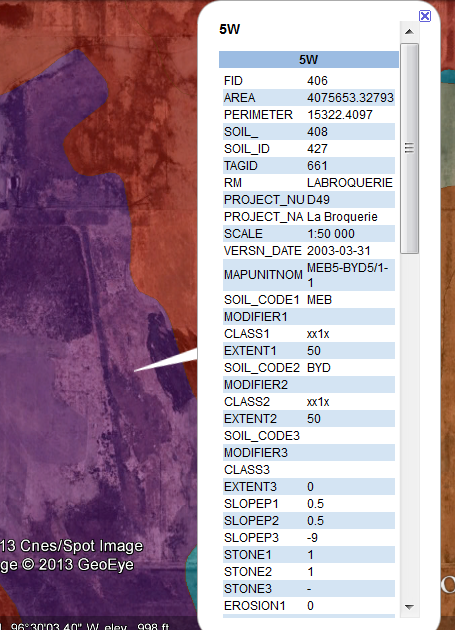 5W
5W
FID 406
AREA 4075653.32793
PERIMETER 15322.4097
SOIL_ 408
SOIL_ID 427
TAGID 661
RM LABROQUERIE
PROJECT_NU D49
PROJECT_NA La Broquerie
SCALE 1:50 000
VERSN_DATE 2003-03-31
MAPUNITNOM MEB5-BYD5/1-
1
SOIL_CODE1 MEB
MODIFIER1
CLASS1 xx1x
EXTENT1 50
SOIL_CODE2 BYD
MODIFIER2
CLASS2 xx1x
EXTENT2 50
SOIL_CODE3
MODIFIER3
CLASS3
EXTENT3 0
SLOPEP1 0.5
SLOPEP2 0.5
SLOPEP3 -9
STONE1 1
STONE2 1
STONE3 -
EROSION1 0
13 Cnes/Spot Image
ge © 2013 GeoEye
96°30'03.40" W elev 998 ft